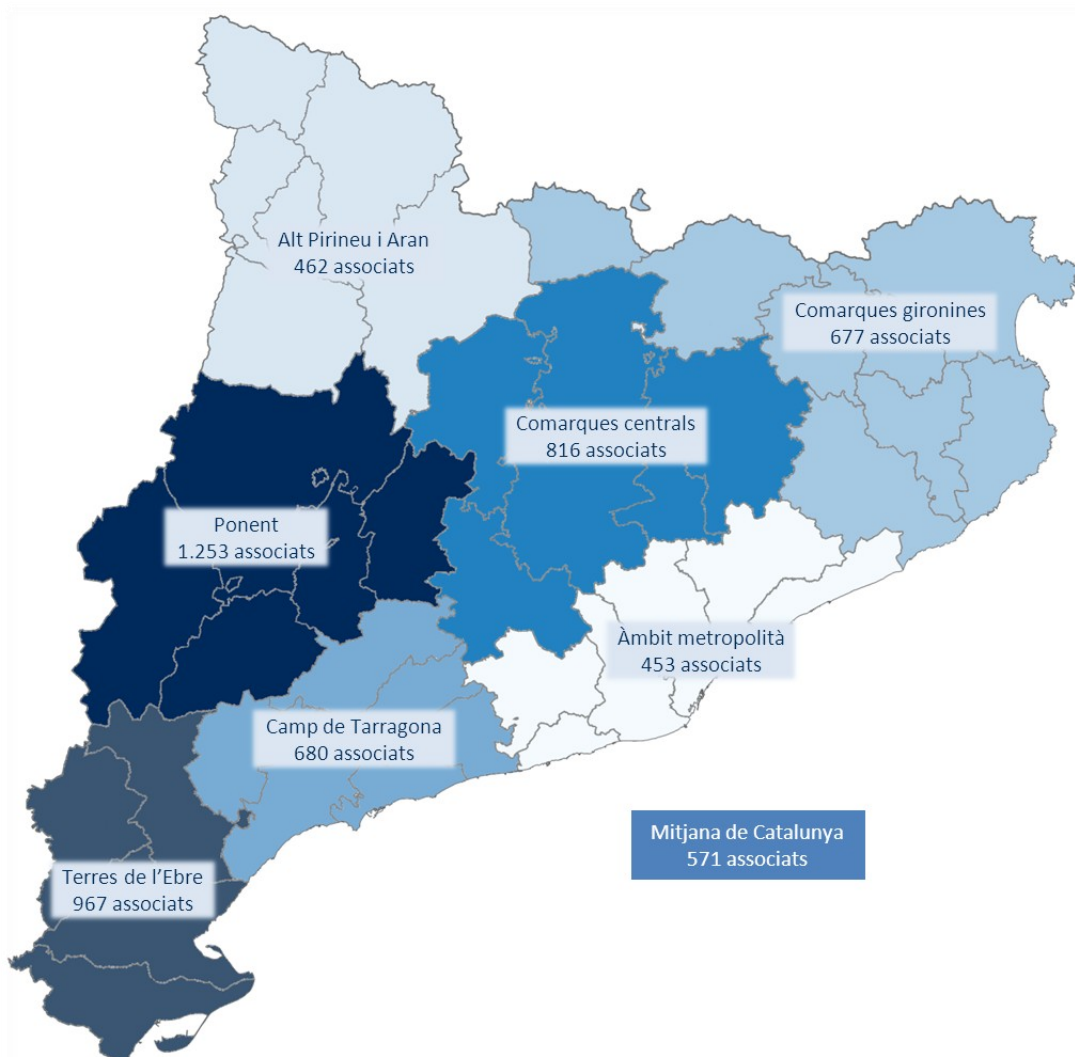 Alt Pirineu i Aran
462 associats
Comarques gironines
677 associats
Comarques centrals
816 associats
Ponent
1.253 associats
Àmbit metropolità
453 associats
Camp de Tarragona
680 associats
Mitjana de Catalunya
571 associats
Terres de l’Ebre
967 associats